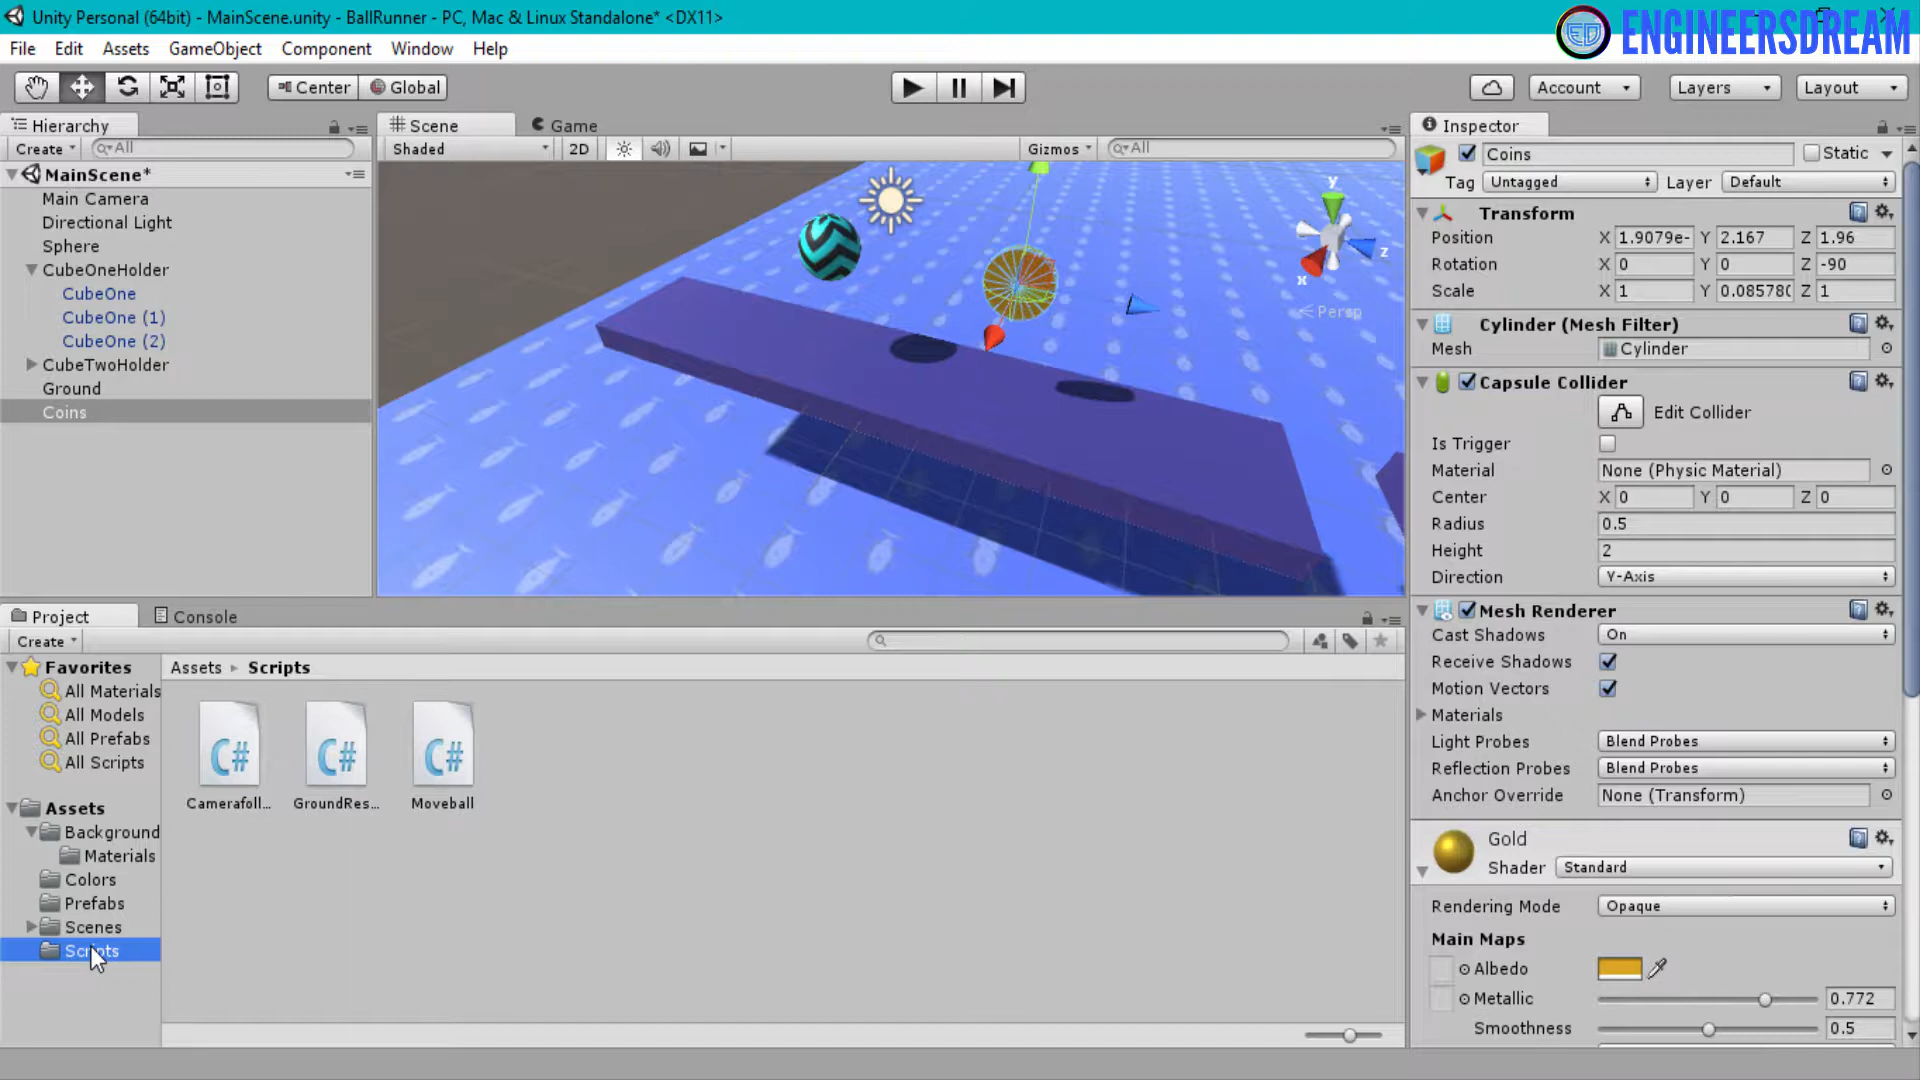 Unity Personal (64bit) - MainScene.unity - BallRunner - PC, Mac & Linux Standalone* <DX11>
ED ENGINEERSDREAM
File Edit Assets GameObject Component Window Help
Center Global Account Layers Layout
Hierarchy
Create All
MainScene*
Main Camera
Directional Light
Sphere
CubeOneHolder
CubeOne
CubeOne (1)
CubeOne (2)
CubeTwoHolder
Ground
Coins
Scene Game
Shaded 2D Gizmos All
y
z
x
Persp
Inspector
Coins Static
Tag Untagged Layer Default
Transform
Position X 1.9079e- Y 2.167 Z 1.96
Rotation X 0 Y 0 Z -90
Scale X 1 Y 0.085780 Z 1
Cylinder (Mesh Filter)
Mesh Cylinder
Capsule Collider
Edit Collider
Is Trigger
Material None (Physic Material)
Center X 0 Y 0 Z 0
Radius 0.5
Height 2
Direction Y-Axis
Mesh Renderer
Cast Shadows On
Receive Shadows
Motion Vectors
Materials
Light Probes Blend Probes
Reflection Probes Blend Probes
Anchor Override None (Transform)
Gold
Shader Standard
Rendering Mode Opaque
Main Maps
Albedo
Metallic 0.772
Smoothness 0.5
Project Console
Create
Favorites
All Materials
All Models
All Prefabs
All Scripts
Assets
Background
Materials
Colors
Prefabs
Scenes
Scripts
Assets Scripts
C# C# C#
Camerafoll... GroundRes... Moveball